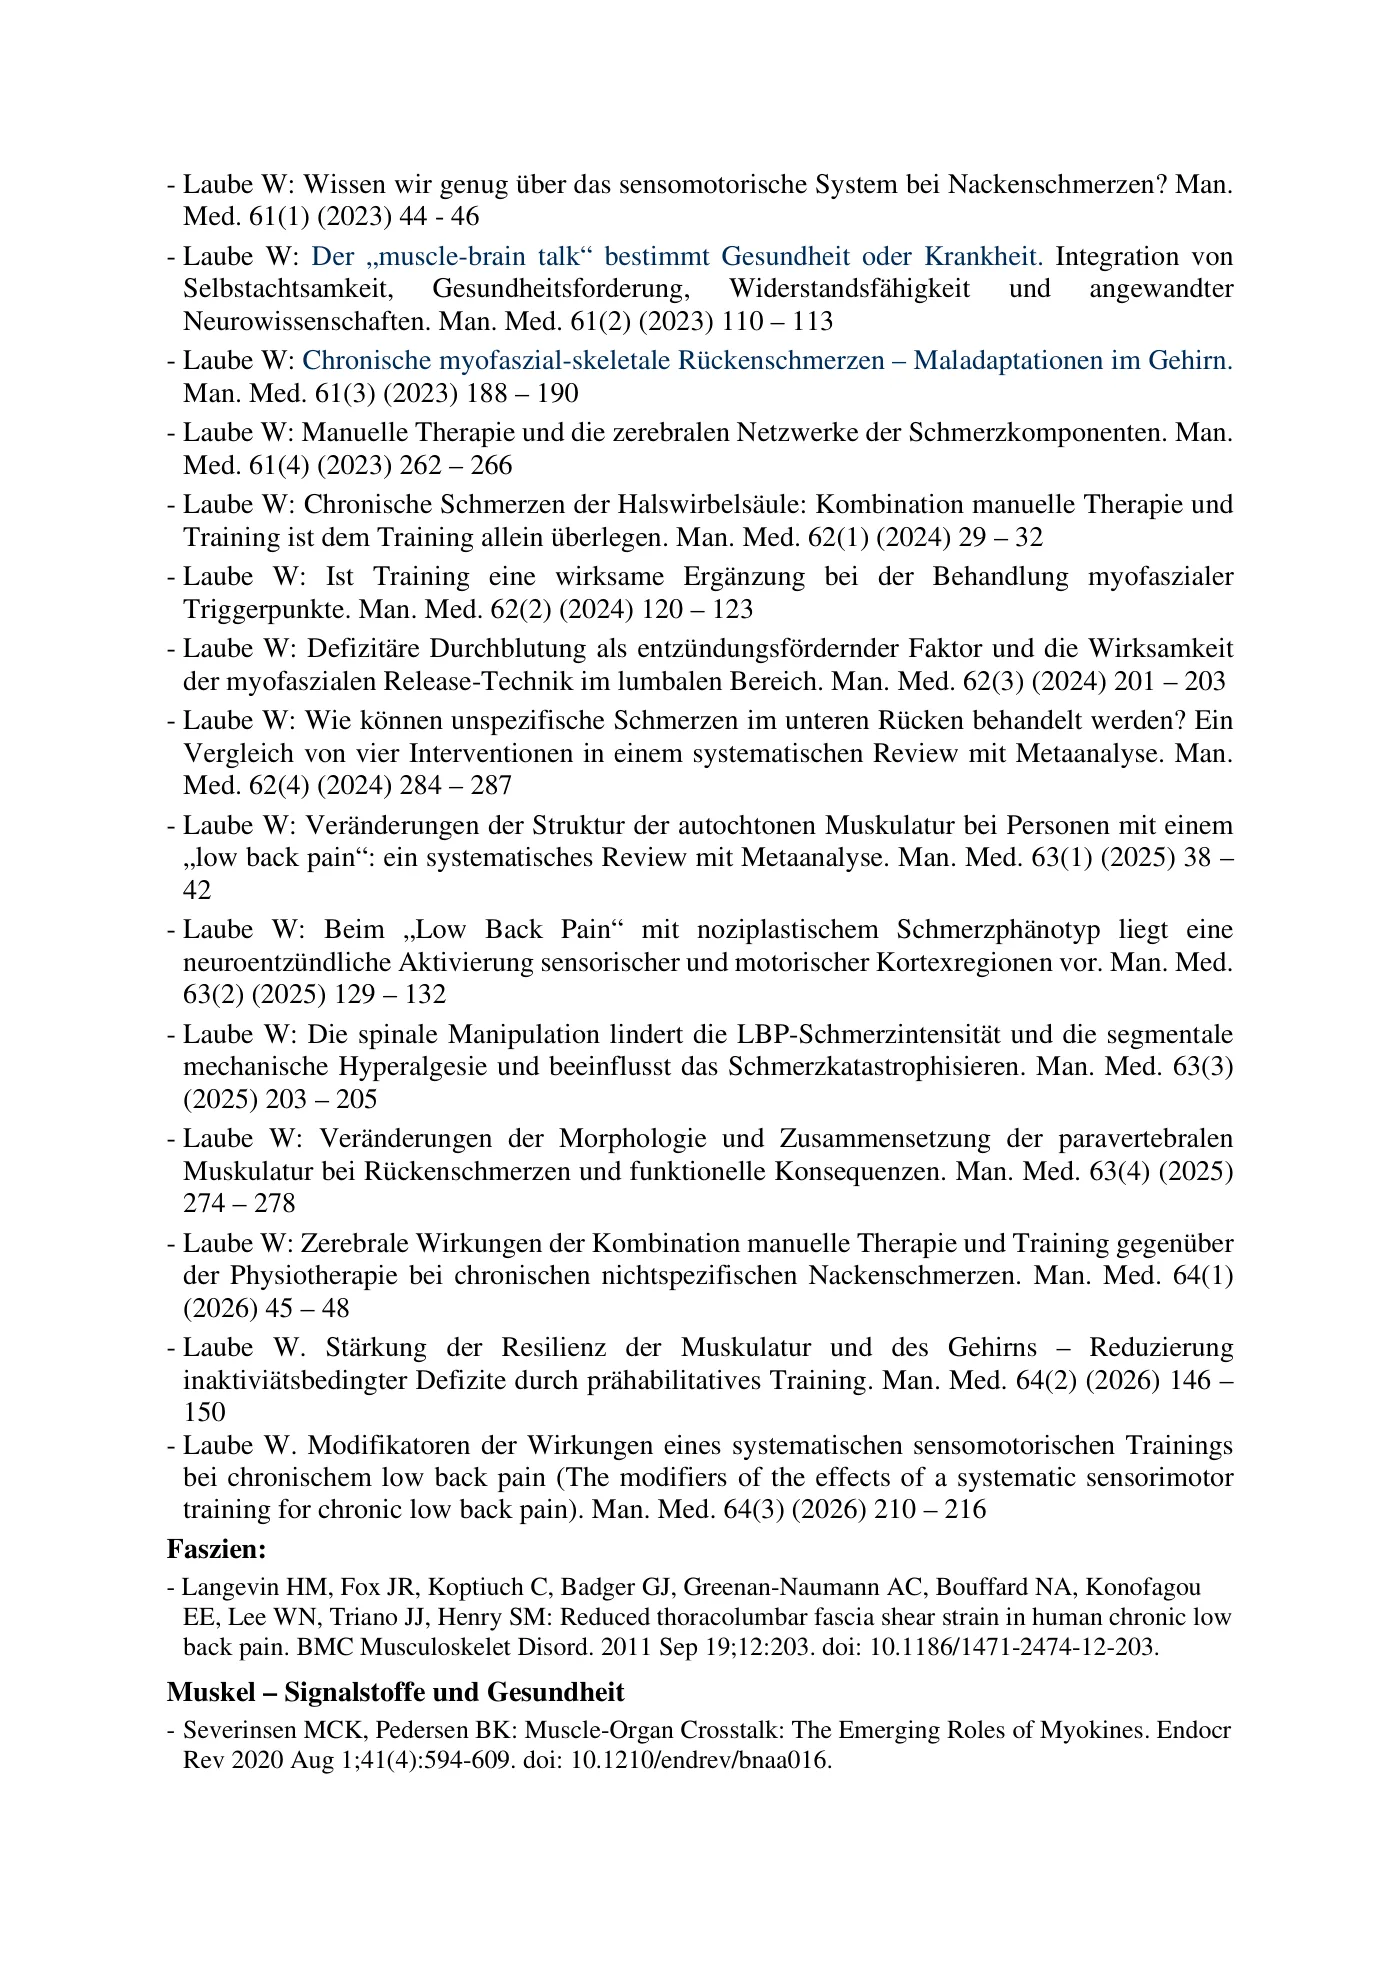 - Laube W: Wissen wir genug über das sensomotorische System bei Nackenschmerzen? Man.
Med. 61(1) (2023) 44 - 46
- Laube W: Der „muscle-brain talk“ bestimmt Gesundheit oder Krankheit. Integration von
Selbstachtsamkeit, Gesundheitsforderung, Widerstandsfähigkeit und angewandter
Neurowissenschaften. Man. Med. 61(2) (2023) 110 – 113
- Laube W: Chronische myofaszial-skeletale Rückenschmerzen – Maladaptationen im Gehirn.
Man. Med. 61(3) (2023) 188 – 190
- Laube W: Manuelle Therapie und die zerebralen Netzwerke der Schmerzkomponenten. Man.
Med. 61(4) (2023) 262 – 266
- Laube W: Chronische Schmerzen der Halswirbelsäule: Kombination manuelle Therapie und
Training ist dem Training allein überlegen. Man. Med. 62(1) (2024) 29 – 32
- Laube W: Ist Training eine wirksame Ergänzung bei der Behandlung myofaszialer
Triggerpunkte. Man. Med. 62(2) (2024) 120 – 123
- Laube W: Defizitäre Durchblutung als entzündungsfördernder Faktor und die Wirksamkeit
der myofaszialen Release-Technik im lumbalen Bereich. Man. Med. 62(3) (2024) 201 – 203
- Laube W: Wie können unspezifische Schmerzen im unteren Rücken behandelt werden? Ein
Vergleich von vier Interventionen in einem systematischen Review mit Metaanalyse. Man.
Med. 62(4) (2024) 284 – 287
- Laube W: Veränderungen der Struktur der autochtonen Muskulatur bei Personen mit einem
„low back pain“: ein systematisches Review mit Metaanalyse. Man. Med. 63(1) (2025) 38 –
42
- Laube W: Beim „Low Back Pain“ mit noziplastischem Schmerzphänotyp liegt eine
neuroentzündliche Aktivierung sensorischer und motorischer Kortexregionen vor. Man. Med.
63(2) (2025) 129 – 132
- Laube W: Die spinale Manipulation lindert die LBP-Schmerzintensität und die segmentale
mechanische Hyperalgesie und beeinflusst das Schmerzkatastrophisieren. Man. Med. 63(3)
(2025) 203 – 205
- Laube W: Veränderungen der Morphologie und Zusammensetzung der paravertebralen
Muskulatur bei Rückenschmerzen und funktionelle Konsequenzen. Man. Med. 63(4) (2025)
274 – 278
- Laube W: Zerebrale Wirkungen der Kombination manuelle Therapie und Training gegenüber
der Physiotherapie bei chronischen nichtspezifischen Nackenschmerzen. Man. Med. 64(1)
(2026) 45 – 48
- Laube W. Stärkung der Resilienz der Muskulatur und des Gehirns – Reduzierung
inaktiviätsbedingter Defizite durch prähabilitatives Training. Man. Med. 64(2) (2026) 146 –
150
- Laube W. Modifikatoren der Wirkungen eines systematischen sensomotorischen Trainings
bei chronischem low back pain (The modifiers of the effects of a systematic sensorimotor
training for chronic low back pain). Man. Med. 64(3) (2026) 210 – 216
Faszien:
- Langevin HM, Fox JR, Koptiuch C, Badger GJ, Greenan-Naumann AC, Bouffard NA, Konofagou
EE, Lee WN, Triano JJ, Henry SM: Reduced thoracolumbar fascia shear strain in human chronic low
back pain. BMC Musculoskelet Disord. 2011 Sep 19;12:203. doi: 10.1186/1471-2474-12-203.
Muskel – Signalstoffe und Gesundheit
- Severinsen MCK, Pedersen BK: Muscle-Organ Crosstalk: The Emerging Roles of Myokines. Endocr
Rev 2020 Aug 1;41(4):594-609. doi: 10.1210/endrev/bnaa016.